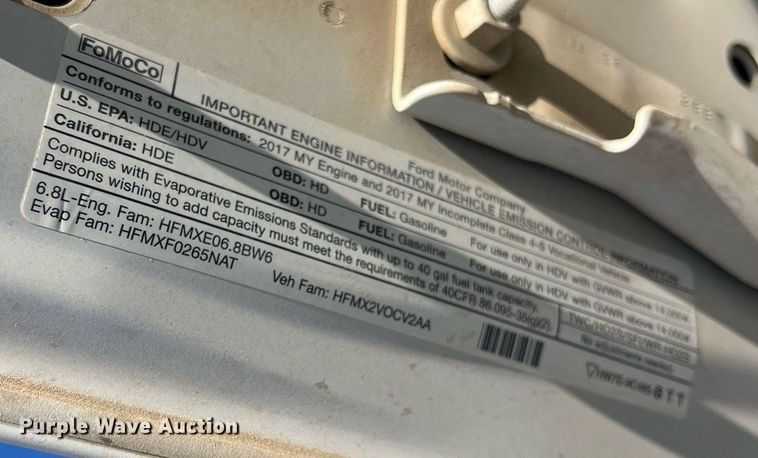 FoMoCo
Ford Motor Company
IMPORTANT ENGINE INFORMATION / VEHICLE EMISSION CONTROL INFORMATION
Conforms to regulations: 2017 MY Engine and 2017 MY Incomplete Class 4-8 Vocational Vehicle
U.S. EPA: HDE/HDV OBD: HD FUEL: Gasoline For use only in HDV with GVWR above 14,000#
California: HDE OBD: HD FUEL: Gasoline For use only in HDV with GVWR above 14,000#
Complies with Evaporative Emissions Standards with up to 40 gal fuel tank capacity.
Persons wishing to add capacity must meet the requirements of 40CFR 86.095-35(g)(2).
TWC/HO2S/SFI/WR-HO2S
No adjustments needed.
6.8L-Eng. Fam: HFMXE06.8BW6
Evap Fam: HFMXF0265NAT Veh Fam: HFMX2VOCV2AA
8TT
Purple Wave Auction